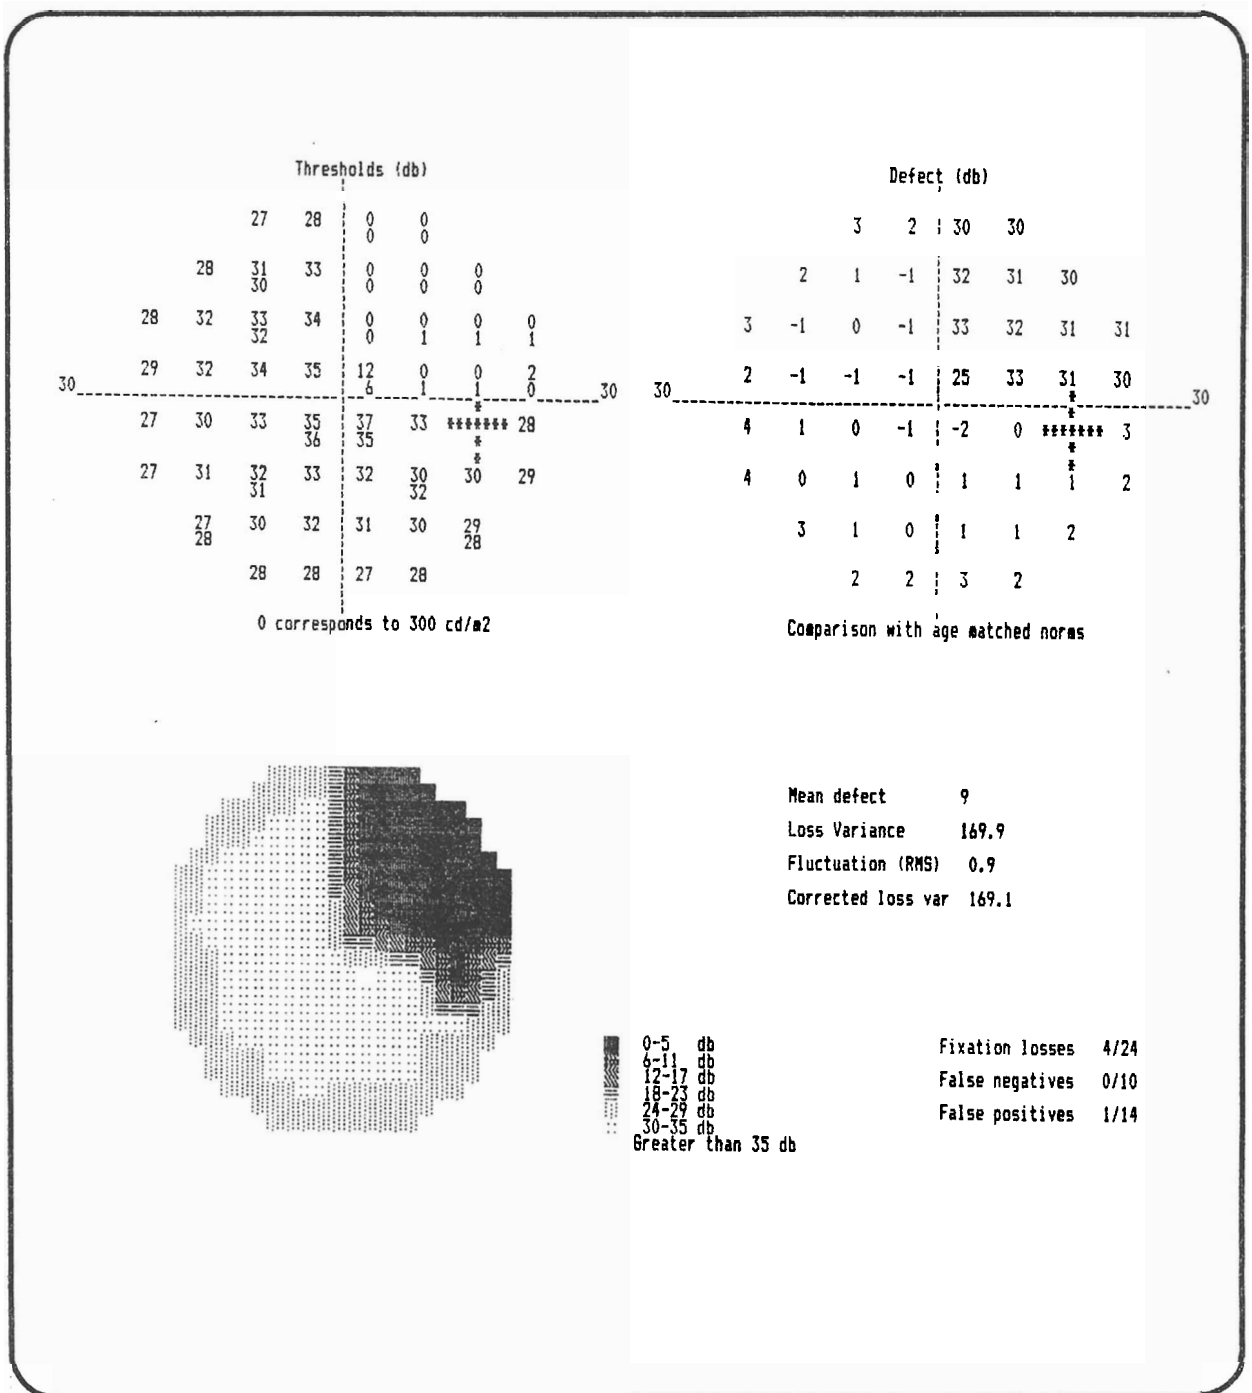 Thresholds (db)
27 28 0 0
0 0
28 31 33 0 0 0
30 0 0 0
28 32 33 34 0 0 0 0
32 0 1 1 1
29 32 34 35 12 0 0 2
30 6 1 1 0 30
*
27 30 33 35 37 33 ******* 28
36 35 *
*
27 31 32 33 32 30 30 29
31 32
27 30 32 31 30 29
28 28
28 28 27 28
0 corresponds to 300 cd/m2
Defect (db)
3 2 30 30
2 1 -1 32 31 30
3 -1 0 -1 33 32 31 31
2 -1 -1 -1 25 33 31 30
30 * 30
*
4 1 0 -1 -2 0 ******* 3
*
*
4 0 1 0 1 1 1 2
3 1 0 1 1 2
2 2 3 2
Comparison with age matched norms
Mean defect 9
Loss Variance 169.9
Fluctuation (RMS) 0.9
Corrected loss var 169.1
0-5 db
6-11 db
12-17 db
18-23 db
24-29 db
30-35 db
Greater than 35 db
Fixation losses 4/24
False negatives 0/10
False positives 1/14